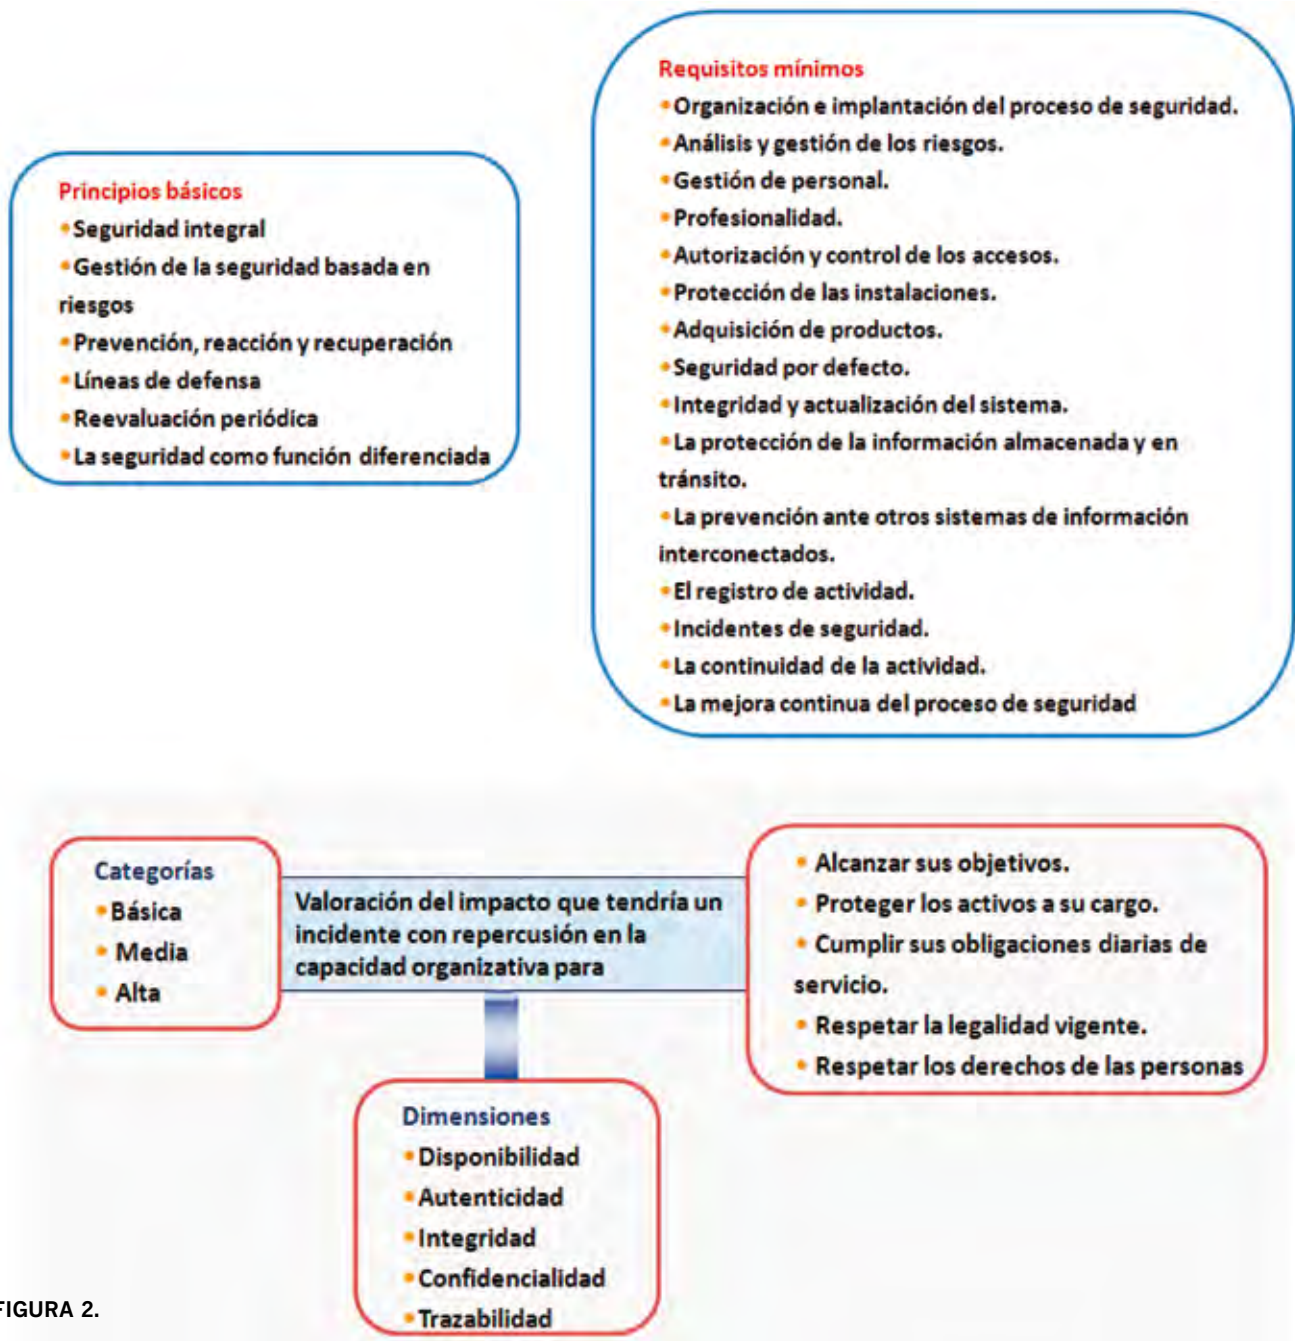 Principios básicos
•Seguridad integral
•Gestión de la seguridad basada en
riesgos
•Prevención, reacción y recuperación
•Líneas de defensa
•Reevaluación periódica
•La seguridad como función diferenciada
Requisitos mínimos
•Organización e implantación del proceso de seguridad.
•Análisis y gestión de los riesgos.
•Gestión de personal.
•Profesionalidad.
•Autorización y control de los accesos.
•Protección de las instalaciones.
•Adquisición de productos.
•Seguridad por defecto.
•Integridad y actualización del sistema.
•La protección de la información almacenada y en
tránsito.
•La prevención ante otros sistemas de información
interconectados.
•El registro de actividad.
•Incidentes de seguridad.
•La continuidad de la actividad.
•La mejora continua del proceso de seguridad
Categorías
•Básica
• Media
• Alta
Valoración del impacto que tendría un
incidente con repercusión en la
capacidad organizativa para
• Alcanzar sus objetivos.
• Proteger los activos a su cargo.
• Cumplir sus obligaciones diarias de
servicio.
• Respetar la legalidad vigente.
• Respetar los derechos de las personas
Dimensiones
•Disponibilidad
•Autenticidad
•Integridad
•Confidencialidad
•Trazabilidad
FIGURA 2.